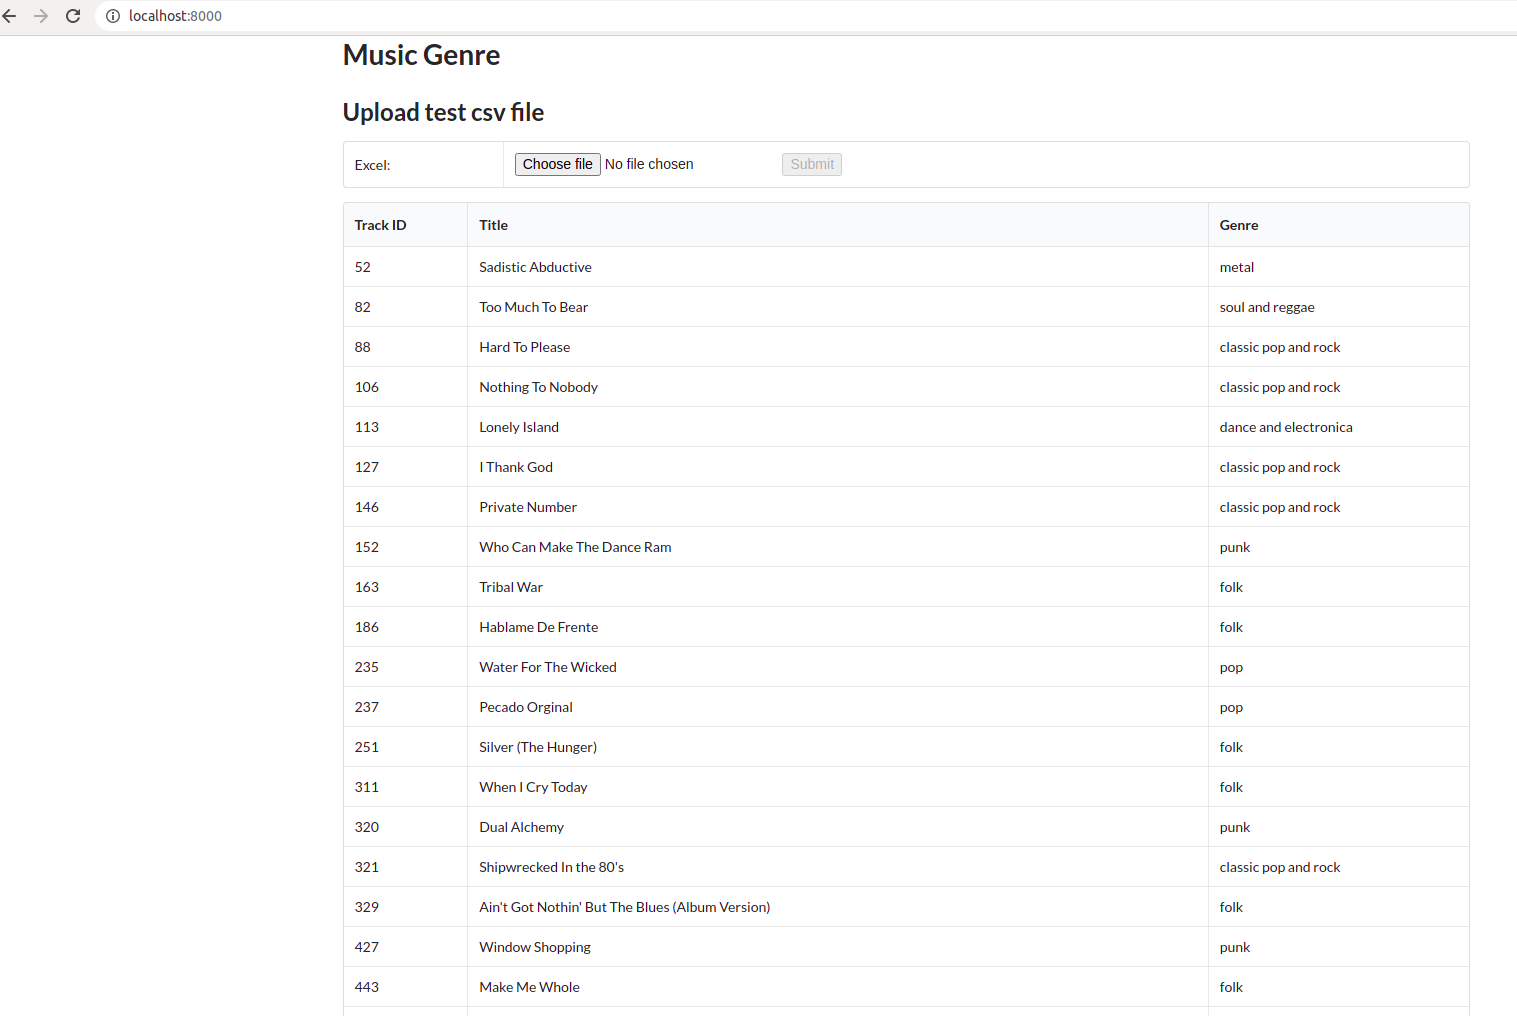 localhost:8000
Music Genre
Upload test csv file
Excel: Choose file No file chosen Submit
Track ID Title Genre
52 Sadistic Abductive metal
82 Too Much To Bear soul and reggae
88 Hard To Please classic pop and rock
106 Nothing To Nobody classic pop and rock
113 Lonely Island dance and electronica
127 I Thank God classic pop and rock
146 Private Number classic pop and rock
152 Who Can Make The Dance Ram punk
163 Tribal War folk
186 Hablame De Frente folk
235 Water For The Wicked pop
237 Pecado Orginal pop
251 Silver (The Hunger) folk
311 When I Cry Today folk
320 Dual Alchemy punk
321 Shipwrecked In the 80's classic pop and rock
329 Ain't Got Nothin' But The Blues (Album Version) folk
427 Window Shopping punk
443 Make Me Whole folk